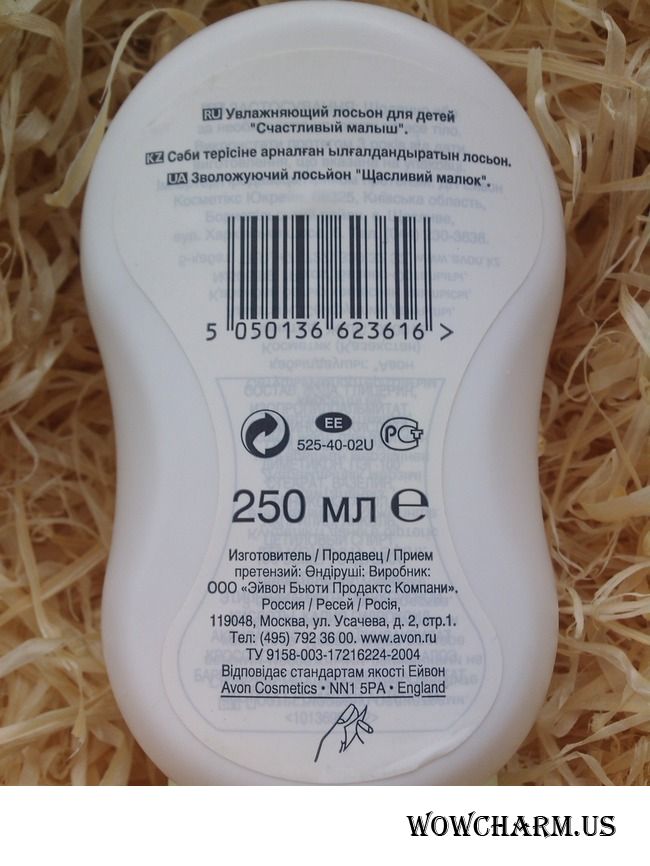 RU Увлажняющий лосьон для детей
"Счастливый малыш".
KZ Сәби терісіне арналған ылғалдандыратын лосьон.
UA Зволожуючий лосьйон "Щасливий малюк".
5 050136 623616 >
EE
525-40-02U
РСТ
250 мл ℮
Изготовитель / Продавец / Прием
претензий: Өндіруші: Виробник:
ООО «Эйвон Бьюти Продактс Компани».
Россия / Ресей / Росія,
119048, Москва, ул. Усачева, д. 2, стр.1.
Тел: (495) 792 36 00. www.avon.ru
ТУ 9158-003-17216224-2004
Відповідає стандартам якості Ейвон
Avon Cosmetics • NN1 5PA • England
WOWCHARM.US